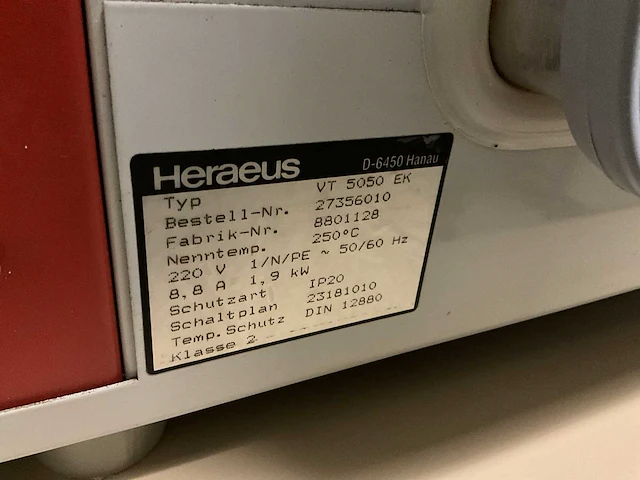 Heraeus D-6450 Hanau
Typ VT 5050 EK
Bestell-Nr. 27356010
Fabrik-Nr. 8801128
Nenntemp. 250°C
220 V 1/N/PE ~ 50/60 Hz
8,8 A 1,9 kW
Schutzart IP20
Schaltplan 23181010
Temp.Schutz DIN 12880
Klasse 2